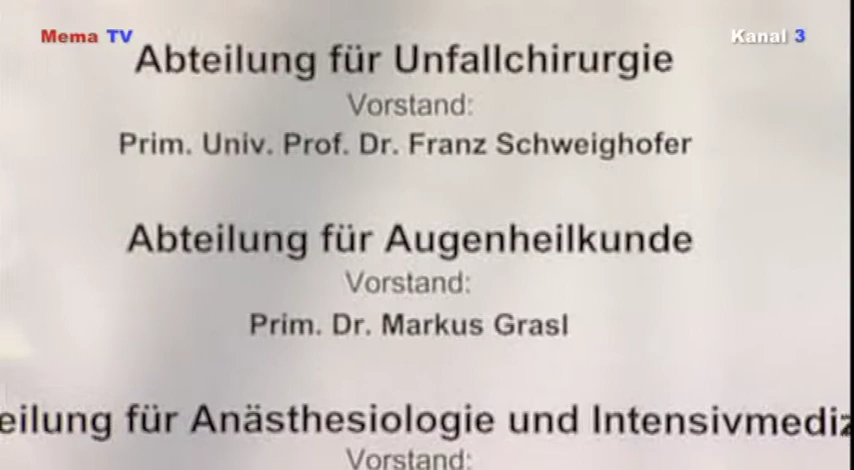 Mema TV
Kanal 3
Abteilung für Unfallchirurgie
Vorstand:
Prim. Univ. Prof. Dr. Franz Schweighofer
Abteilung für Augenheilkunde
Vorstand:
Prim. Dr. Markus Grasl
eilung für Anästhesiologie und Intensivmediz
Vorstand: